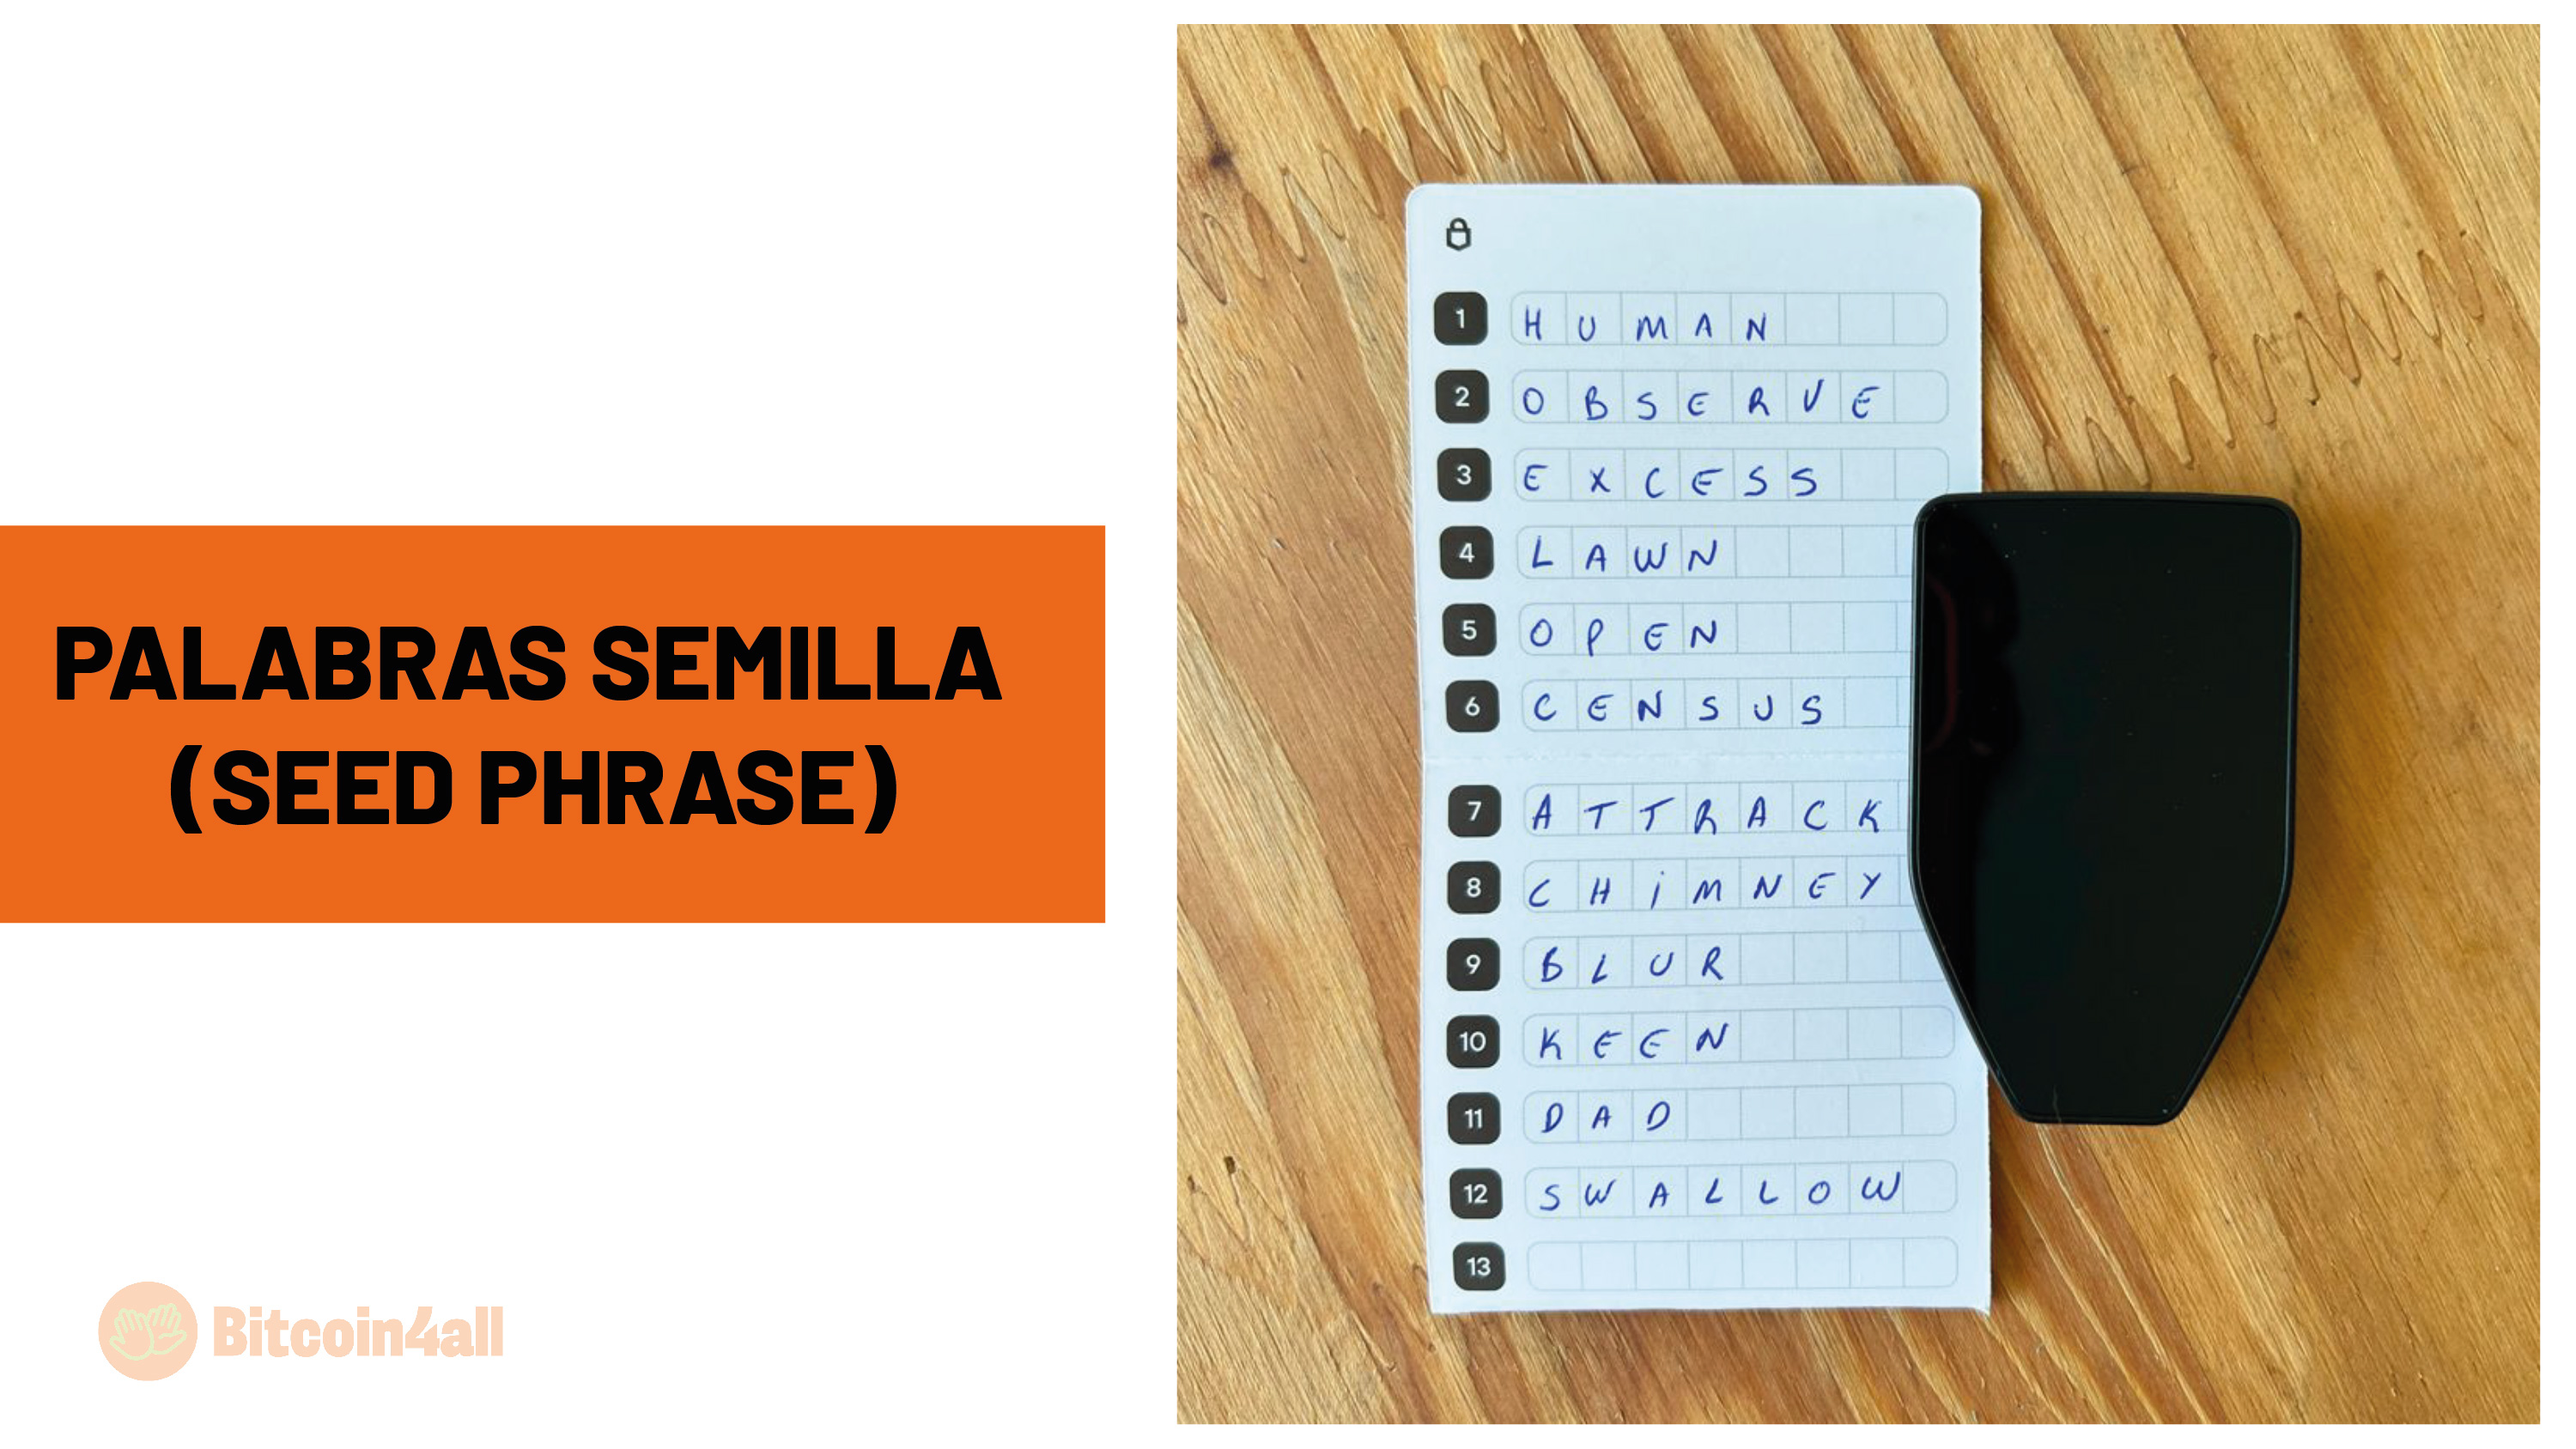 PALABRAS SEMILLA
(SEED PHRASE)
Bitcoin4all
1 HUMAN
2 OBSERVE
3 EXCESS
4 LAWN
5 OPEN
6 CENSUS
7 ATTRACK
8 CHiMNEY
9 BLUR
10 KEEN
11 DAD
12 SWALLOW
13